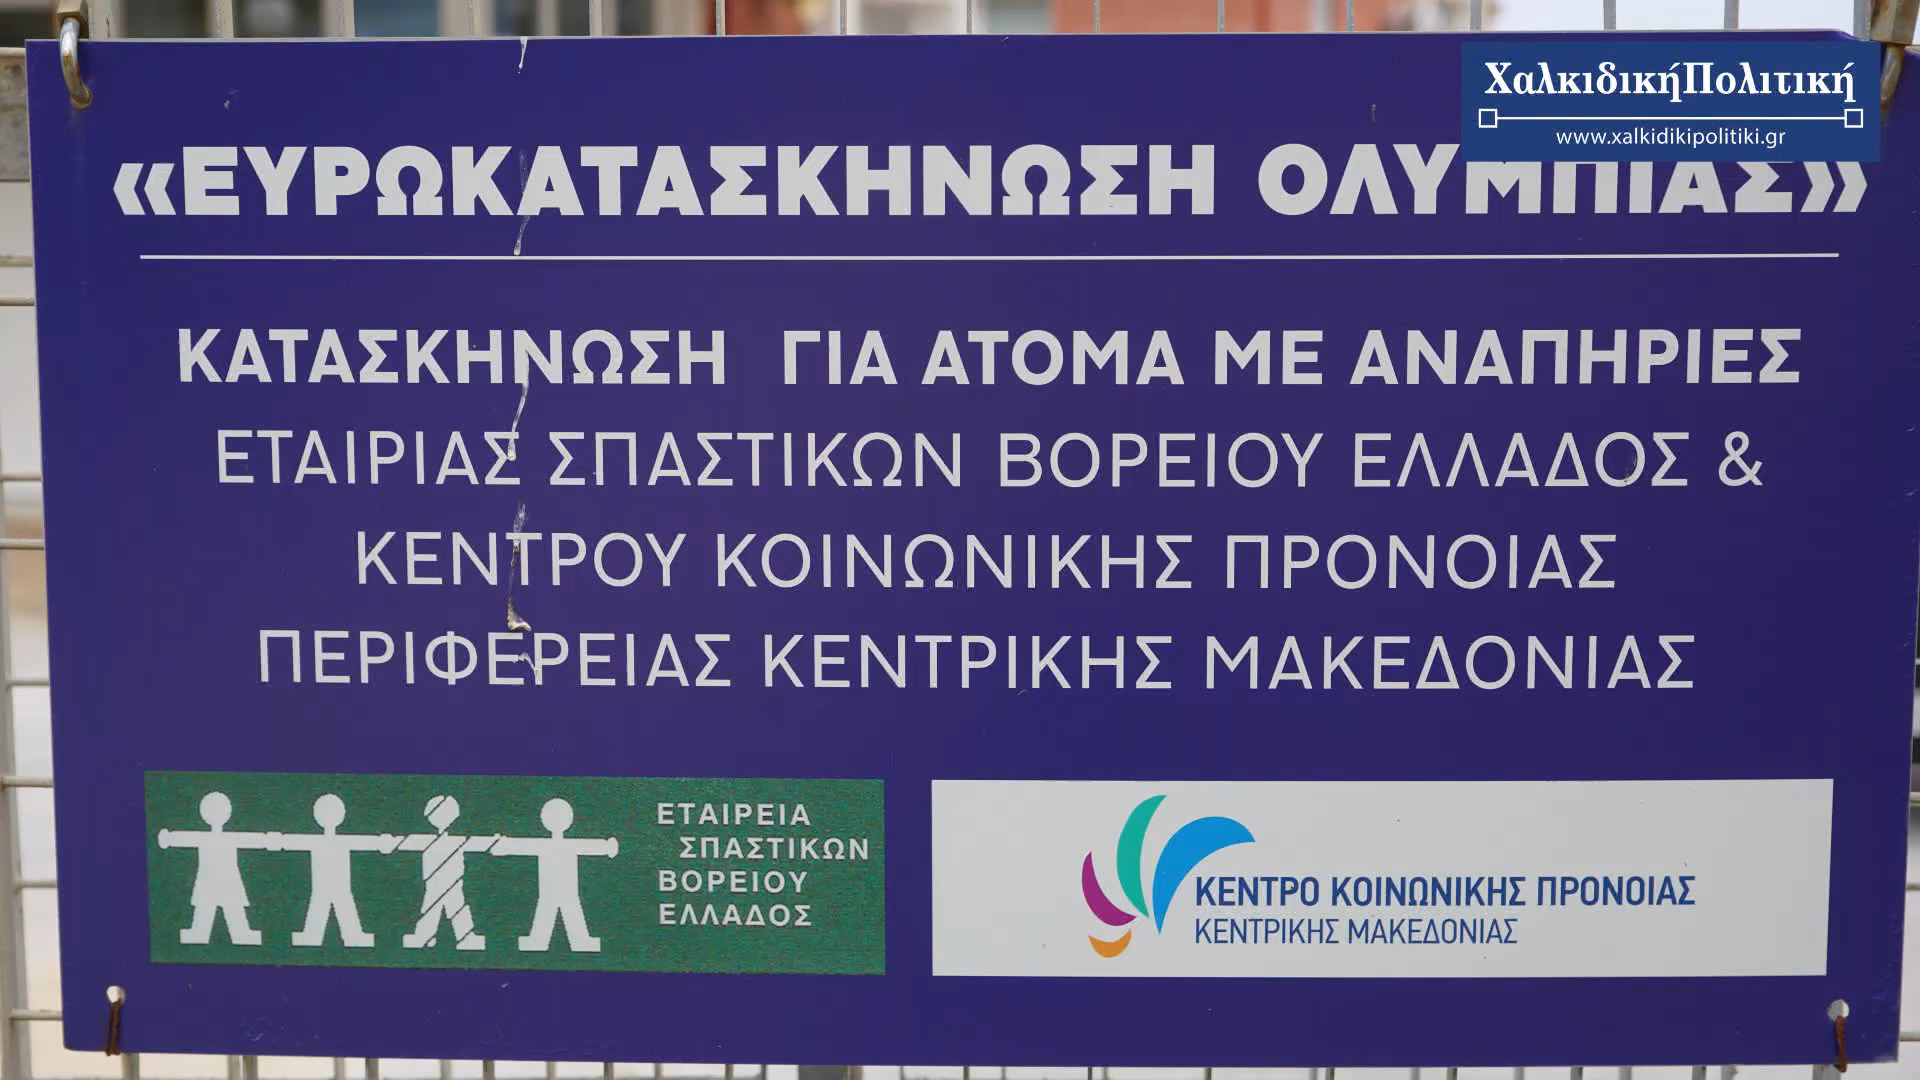 ΧαλκιδικήΠολιτική
www.xalkidikipolitiki.gr
«ΕΥΡΩΚΑΤΑΣΚΗΝΩΣΗ ΟΛΥΜΠΙΑΣ»
ΚΑΤΑΣΚΗΝΩΣΗ ΓΙΑ ΑΤΟΜΑ ΜΕ ΑΝΑΠΗΡΙΕΣ
ΕΤΑΙΡΙΑΣ ΣΠΑΣΤΙΚΩΝ ΒΟΡΕΙΟΥ ΕΛΛΑΔΟΣ &
ΚΕΝΤΡΟΥ ΚΟΙΝΩΝΙΚΗΣ ΠΡΟΝΟΙΑΣ
ΠΕΡΙΦΕΡΕΙΑΣ ΚΕΝΤΡΙΚΗΣ ΜΑΚΕΔΟΝΙΑΣ
ΕΤΑΙΡΕΙΑ
ΣΠΑΣΤΙΚΩΝ
ΒΟΡΕΙΟΥ
ΕΛΛΑΔΟΣ
ΚΕΝΤΡΟ ΚΟΙΝΩΝΙΚΗΣ ΠΡΟΝΟΙΑΣ
ΚΕΝΤΡΙΚΗΣ ΜΑΚΕΔΟΝΙΑΣ